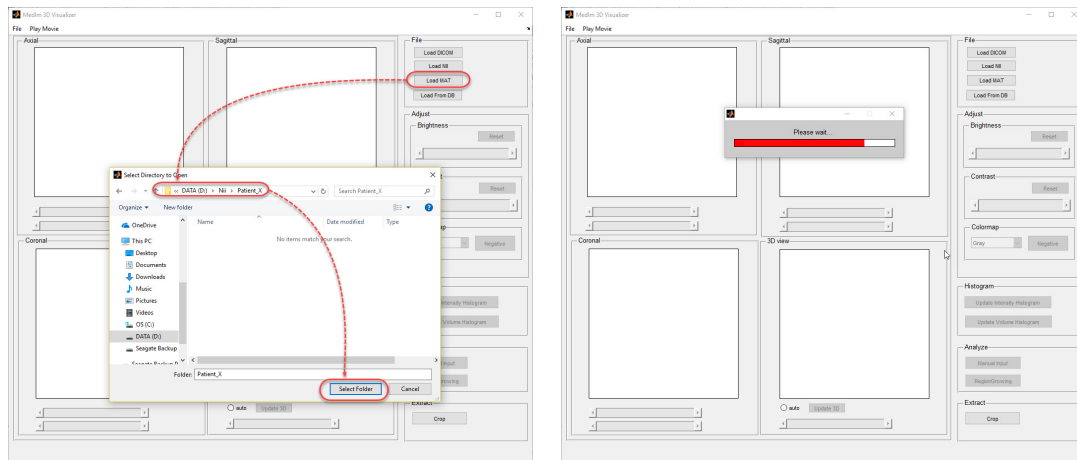 MedIm 3D Visualizer
File Play Movie
Axial
Sagittal
File
Load DICOM
Load NII
Load MAT
Load From DB
Adjust
Brightness
Reset
Select Directory to Open
« DATA (D:) › Nii › Patient_X
Search Patient_X
Organize
New folder
Name
Date modified
Type
No items match your search.
OneDrive
This PC
Desktop
Documents
Downloads
Music
Pictures
Videos
OS (C:)
DATA (D:)
Seagate Backup
Folder: Patient_X
Select Folder
Cancel
Reset
Negative
Coronal
Intensity Histogram
Volume Histogram
Input
auto
Update 3D
Extract
Crop
MedIm 3D Visualizer
File Play Movie
Axial
Sagittal
File
Load DICOM
Load NII
Load MAT
Load From DB
Please wait...
Adjust
Brightness
Reset
Contrast
Reset
Colormap
Gray
Negative
Coronal
3D view
Histogram
Update Intensity Histogram
Update Volume Histogram
Analyze
Manual Input
RegionGrowing
auto
Update 3D
Extract
Crop